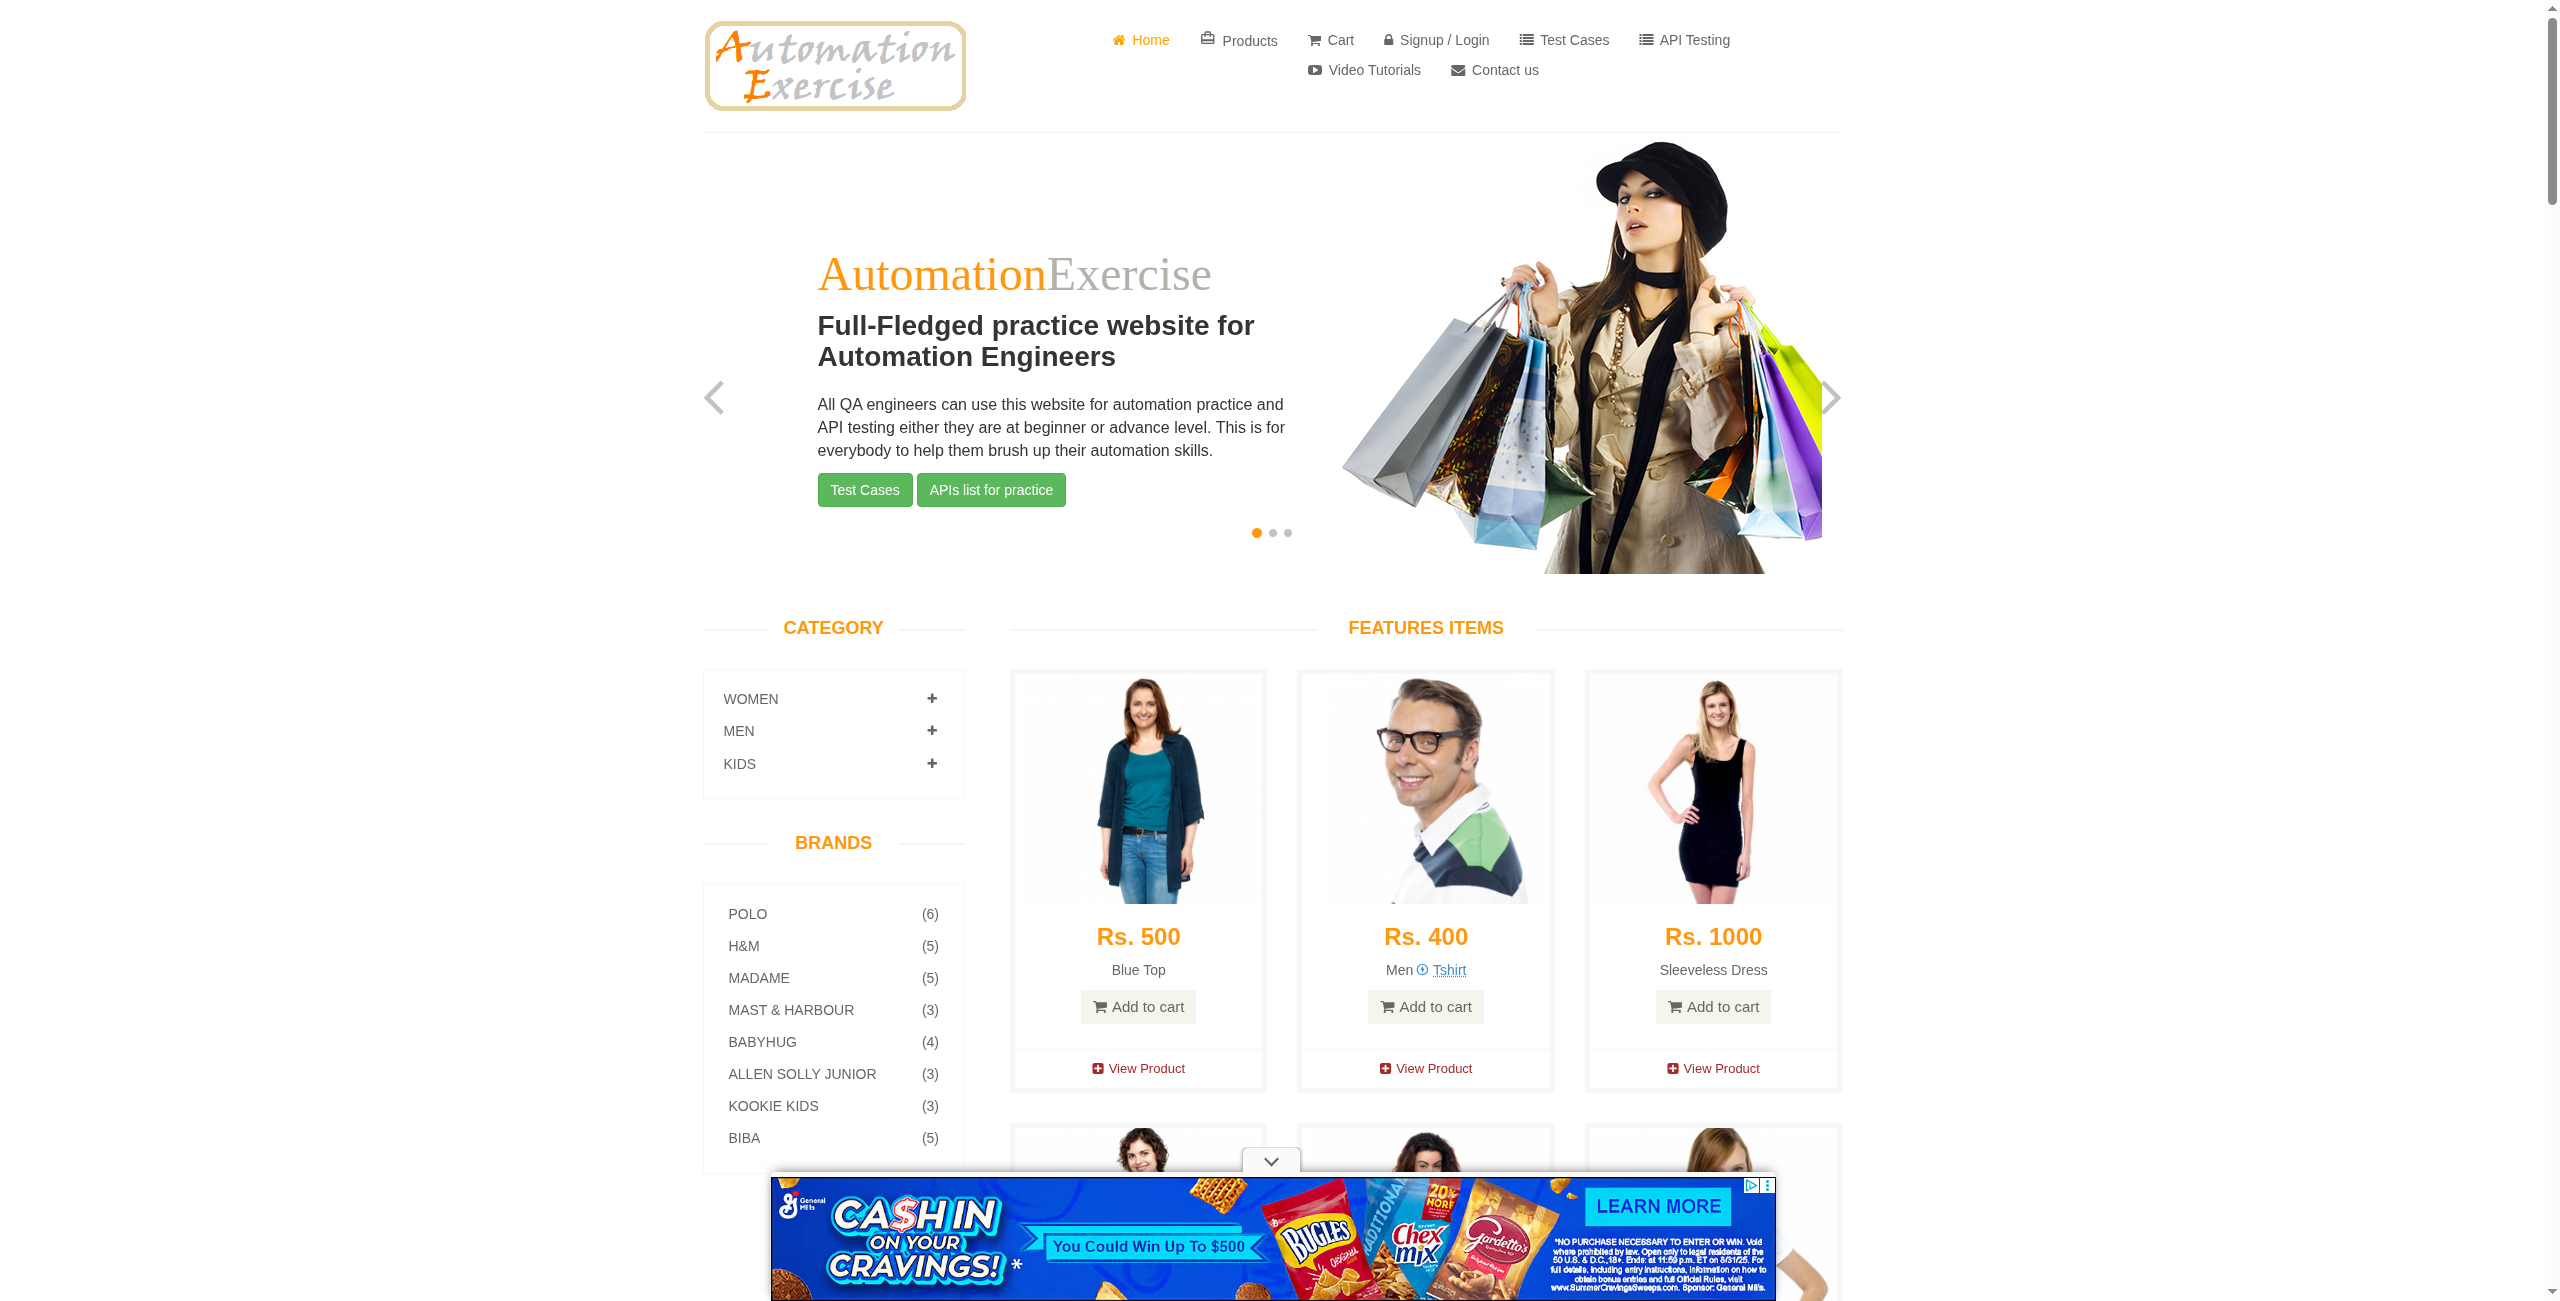 Automation
Exercise
Home
Products
Cart
Signup / Login
Test Cases
API Testing
Video Tutorials
Contact us
AutomationExercise
Full-Fledged practice website for
Automation Engineers
All QA engineers can use this website for automation practice and
API testing either they are at beginner or advance level. This is for
everybody to help them brush up their automation skills.
Test Cases
APIs list for practice
CATEGORY
WOMEN
MEN
KIDS
BRANDS
POLO (6)
H&M (5)
MADAME (5)
MAST & HARBOUR (3)
BABYHUG (4)
ALLEN SOLLY JUNIOR (3)
KOOKIE KIDS (3)
BIBA (5)
FEATURES ITEMS
Rs. 500
Blue Top
Add to cart
View Product
Rs. 400
Men Tshirt
Add to cart
View Product
Rs. 1000
Sleeveless Dress
Add to cart
View Product
General
Mills
CA$H IN
ON YOUR
CRAVINGS!*
You Could Win Up To $500
BUGLES
ORIGINAL
TRADITIONAL
20%
MORE
Chex
mix
Gardetto's
LEARN MORE
*NO PURCHASE NECESSARY TO ENTER OR WIN. Void
where prohibited by law. Open only to legal residents of the
50 U.S. & D.C., 18+. Ends: at 11:59 p.m. ET on 8/31/25. For
full details, including entry instructions, information on how to
obtain bonus entries and full Official Rules, visit
www.SummerCravingsSweeps.com. Sponsor: General Mills.